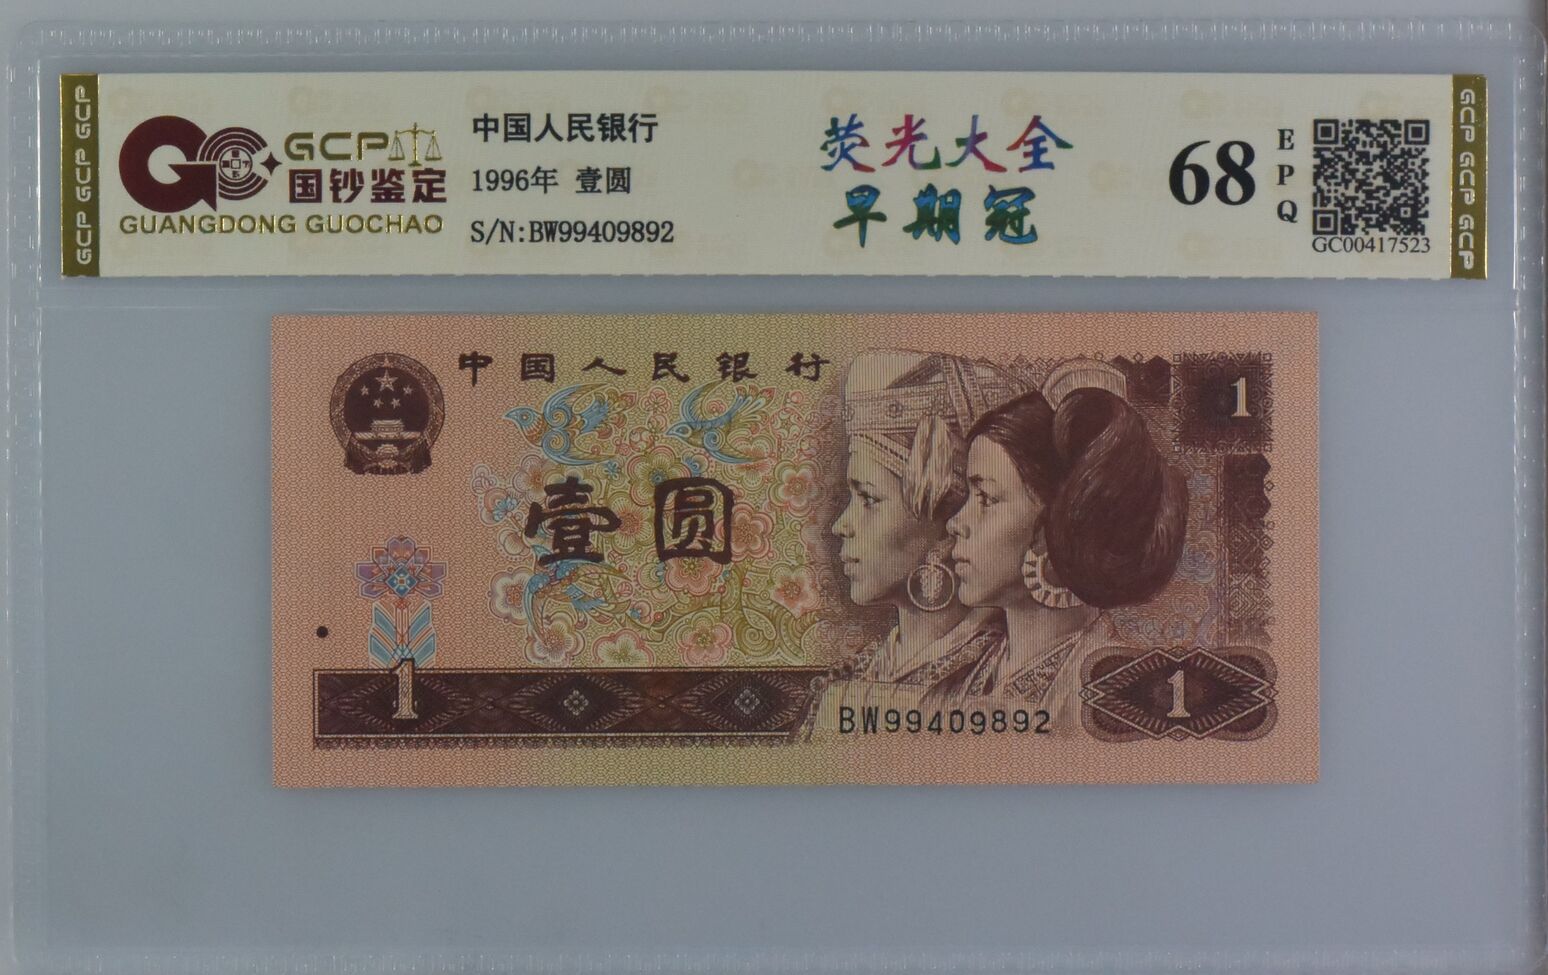 GCP GCP GCP
GCP
国钞鉴定
GUANGDONG GUOCHAO
中国人民银行
1996年 壹圆
S/N:BW99409892
荧光大全
早期冠
68
EPQ
GC00417523
GCP GCP GCP
中国人民银行
1
壹圆
1
BW99409892
1